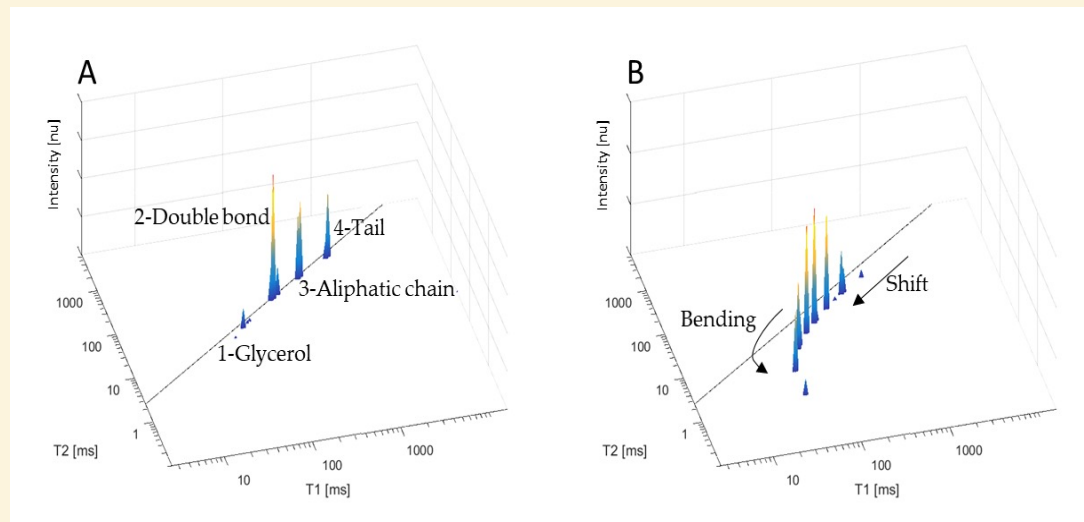 A
Intensity [nu]
2-Double bond
4-Tail
3-Aliphatic chain
1-Glycerol
1000
100
10
1
T2 [ms]
10
100
1000
T1 [ms]
B
Intensity [nu]
Shift
Bending
1000
100
10
1
T2 [ms]
10
100
1000
T1 [ms]